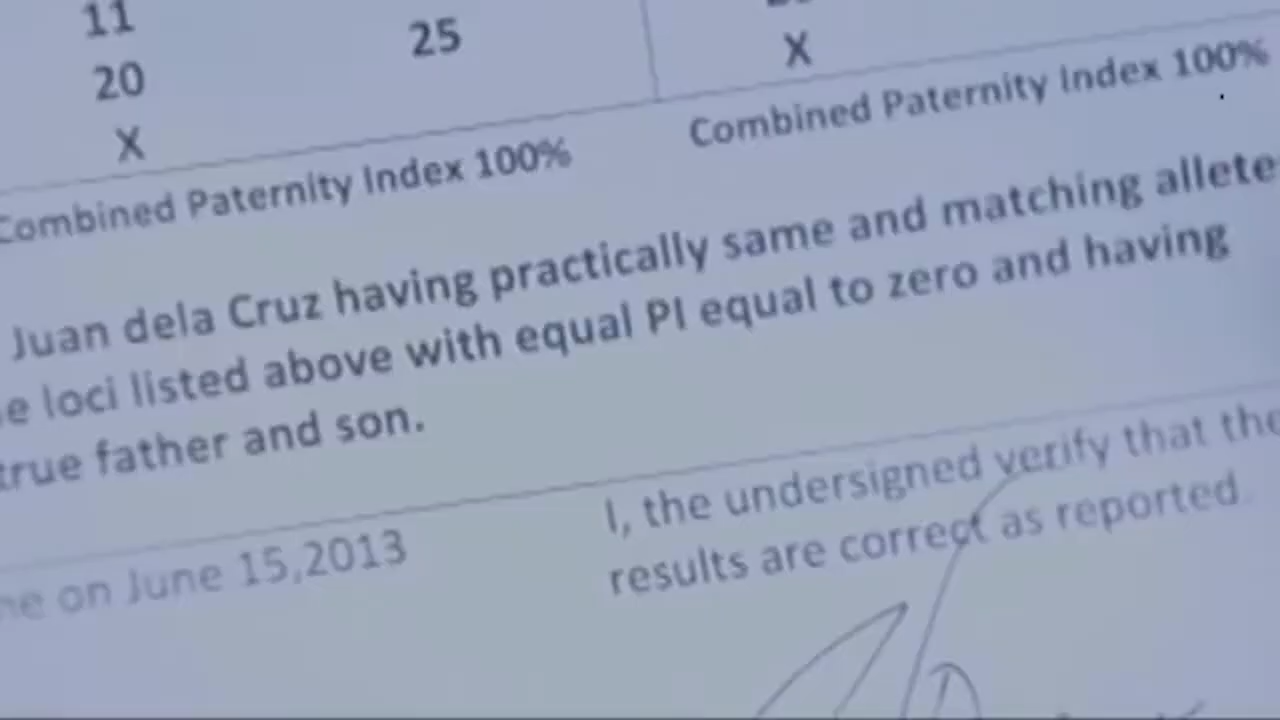 11
25
20
X
X
Combined Paternity Index 100%
Combined Paternity Index 100%
Juan dela Cruz having practically same and matching allete
loci listed above with equal PI equal to zero and having
true father and son.
on June 15,2013
I, the undersigned verify that the
results are correct as reported.